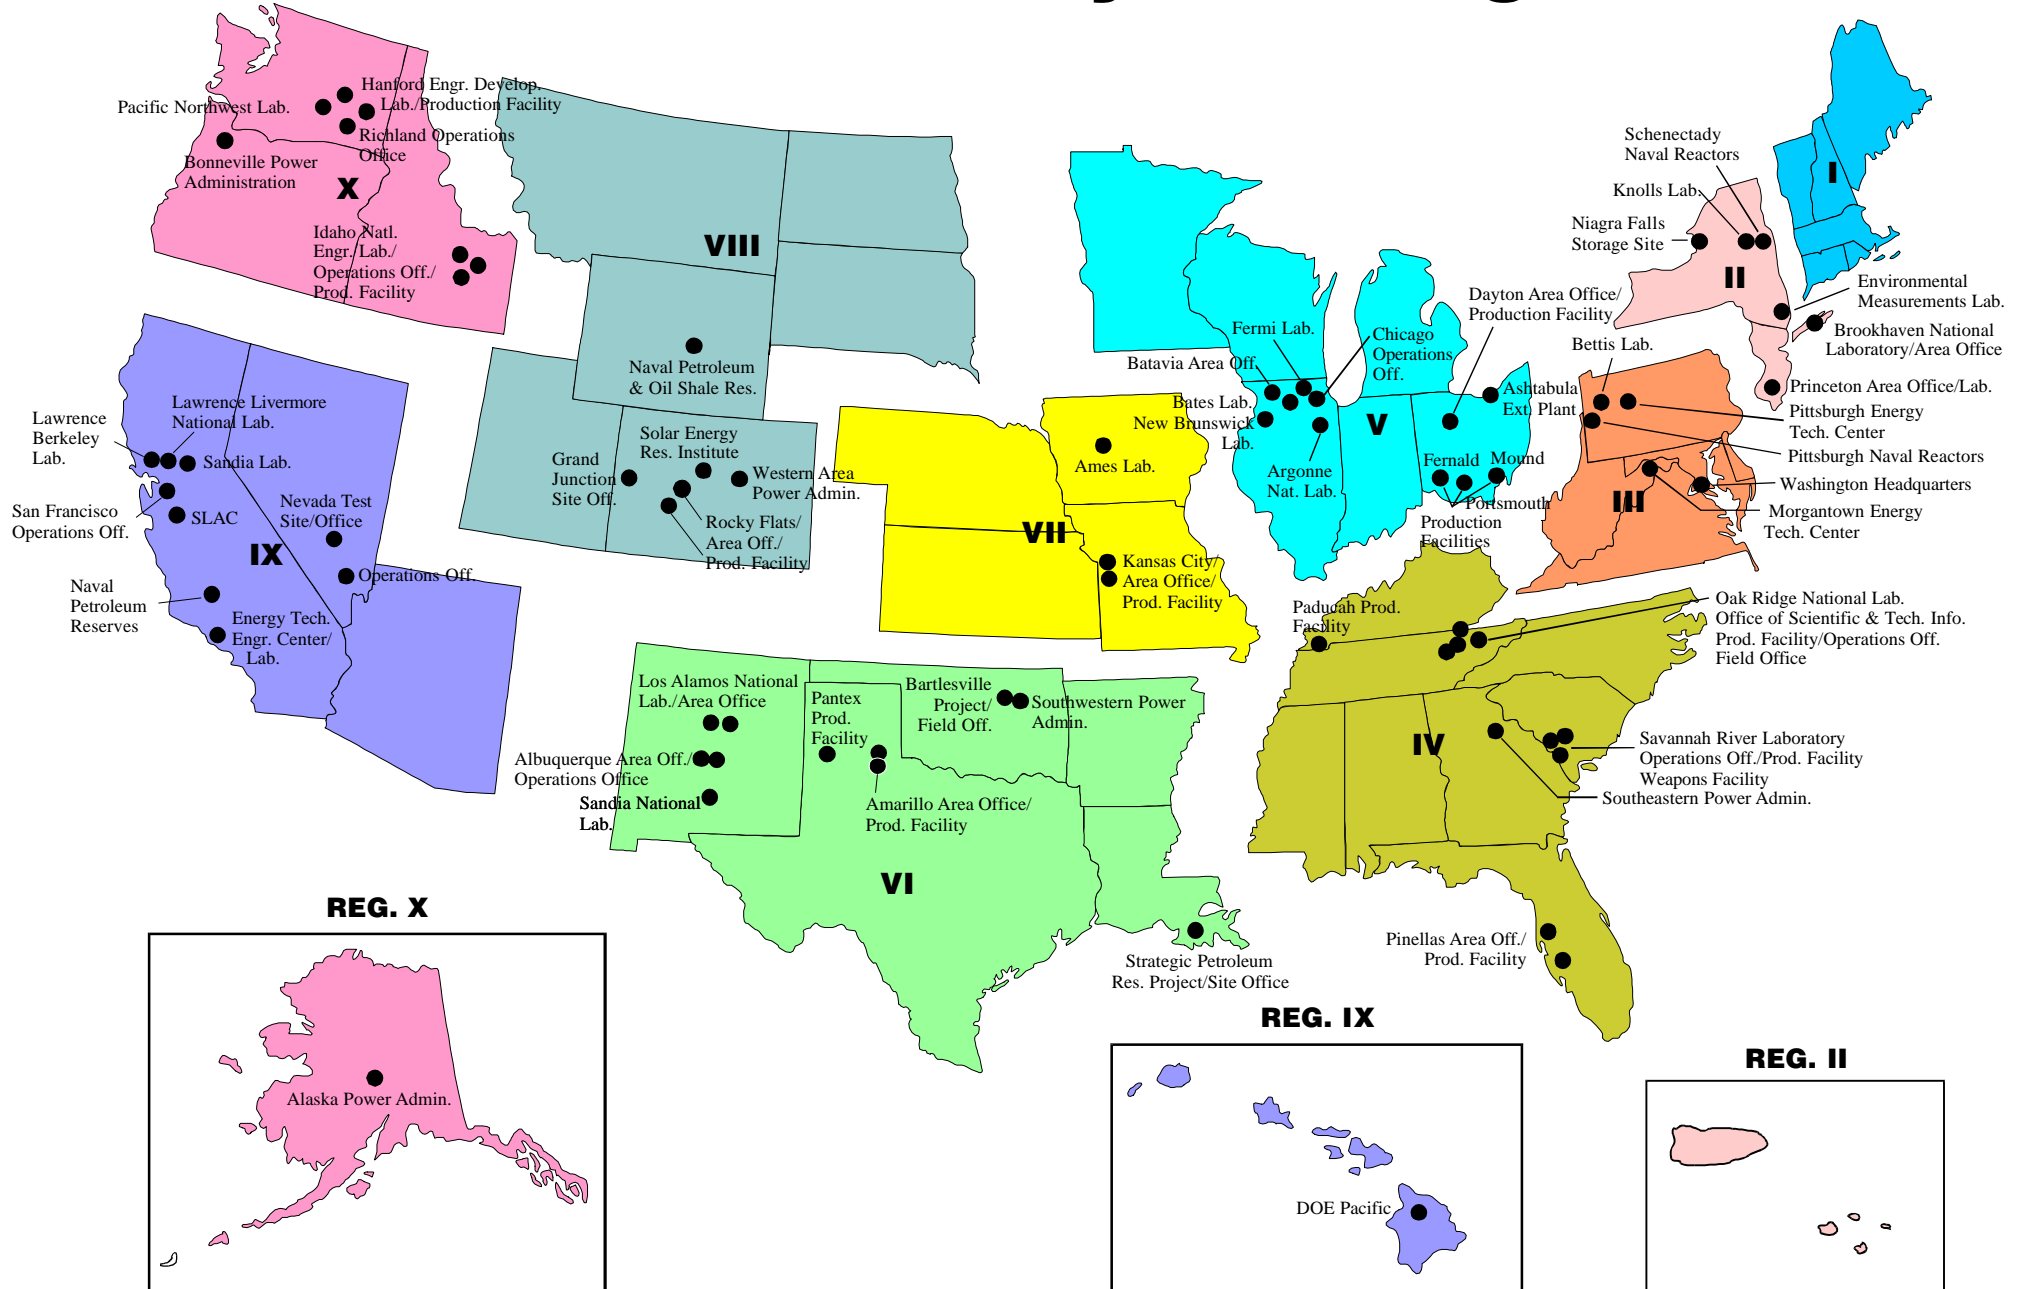 Hanford Engr. Develop.
Lab./Production Facility
Pacific Northwest Lab.
Richland Operations
Office
Bonneville Power
Administration
X
Idaho Natl.
Engr. Lab./
Operations Off./
Prod. Facility
VIII
Naval Petroleum
& Oil Shale Res.
Solar Energy
Res. Institute
Grand
Junction
Site Off.
Western Area
Power Admin.
Rocky Flats/
Area Off./
Prod. Facility
Lawrence
Berkeley
Lab.
Lawrence Livermore
National Lab.
Sandia Lab.
San Francisco
Operations Off.
SLAC
Nevada Test
Site/Office
IX
Operations Off.
Naval
Petroleum
Reserves
Energy Tech.
Engr. Center/
Lab.
VII
Ames Lab.
Kansas City/
Area Office/
Prod. Facility
Fermi Lab.
Batavia Area Off.
Chicago
Operations
Off.
Bates Lab.
New Brunswick
Lab.
Argonne
Nat. Lab.
V
Dayton Area Office/
Production Facility
Ashtabula
Ext. Plant
Fernald
Mound
Portsmouth
Production
Facilities
I
Schenectady
Naval Reactors
Knolls Lab.
Niagra Falls
Storage Site
II
Environmental
Measurements Lab.
Brookhaven National
Laboratory/Area Office
Princeton Area Office/Lab.
Bettis Lab.
Pittsburgh Energy
Tech. Center
Pittsburgh Naval Reactors
Washington Headquarters
III
Morgantown Energy
Tech. Center
Paducah Prod.
Facility
Oak Ridge National Lab.
Office of Scientific & Tech. Info.
Prod. Facility/Operations Off.
Field Office
IV
Savannah River Laboratory
Operations Off./Prod. Facility
Weapons Facility
Southeastern Power Admin.
Pinellas Area Off./
Prod. Facility
Los Alamos National
Lab./Area Office
Albuquerque Area Off./
Operations Office
Sandia National
Lab.
Pantex
Prod.
Facility
Bartlesville
Project/
Field Off.
Southwestern Power
Admin.
Amarillo Area Office/
Prod. Facility
VI
Strategic Petroleum
Res. Project/Site Office
REG. X
Alaska Power Admin.
REG. IX
DOE Pacific
REG. II